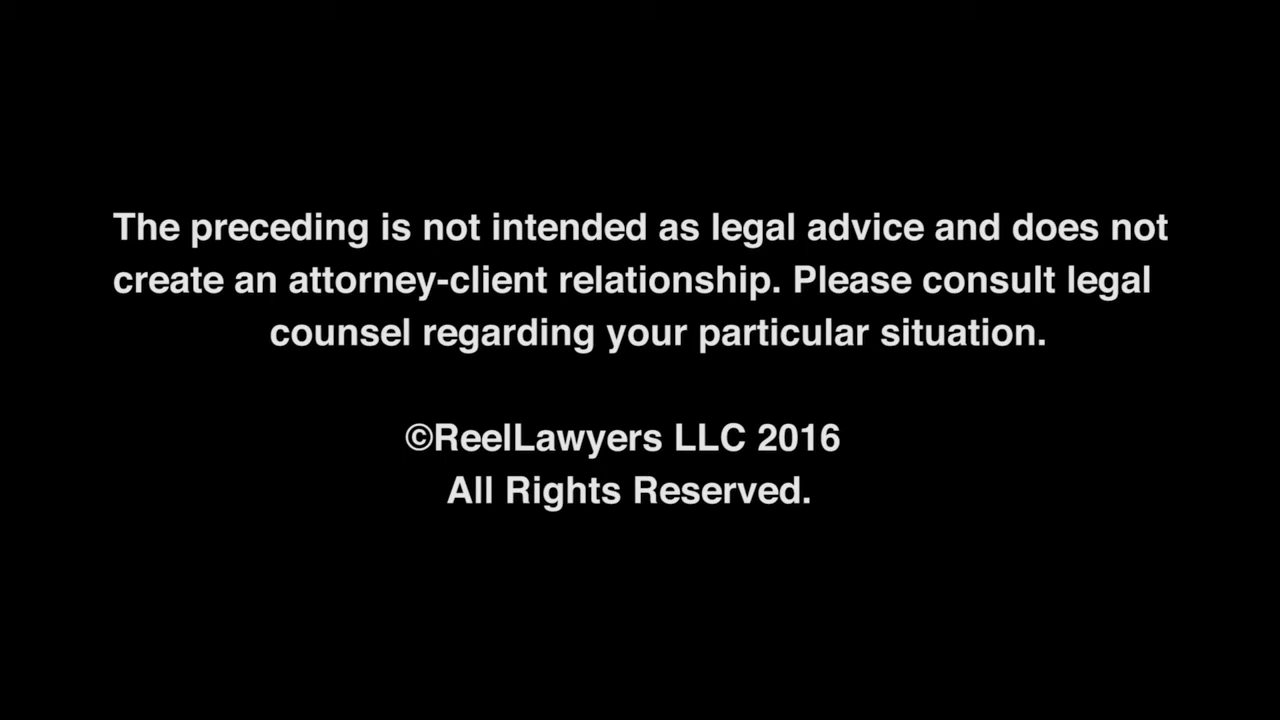 The preceding is not intended as legal advice and does not
create an attorney-client relationship. Please consult legal
counsel regarding your particular situation.
©ReelLawyers LLC 2016
All Rights Reserved.